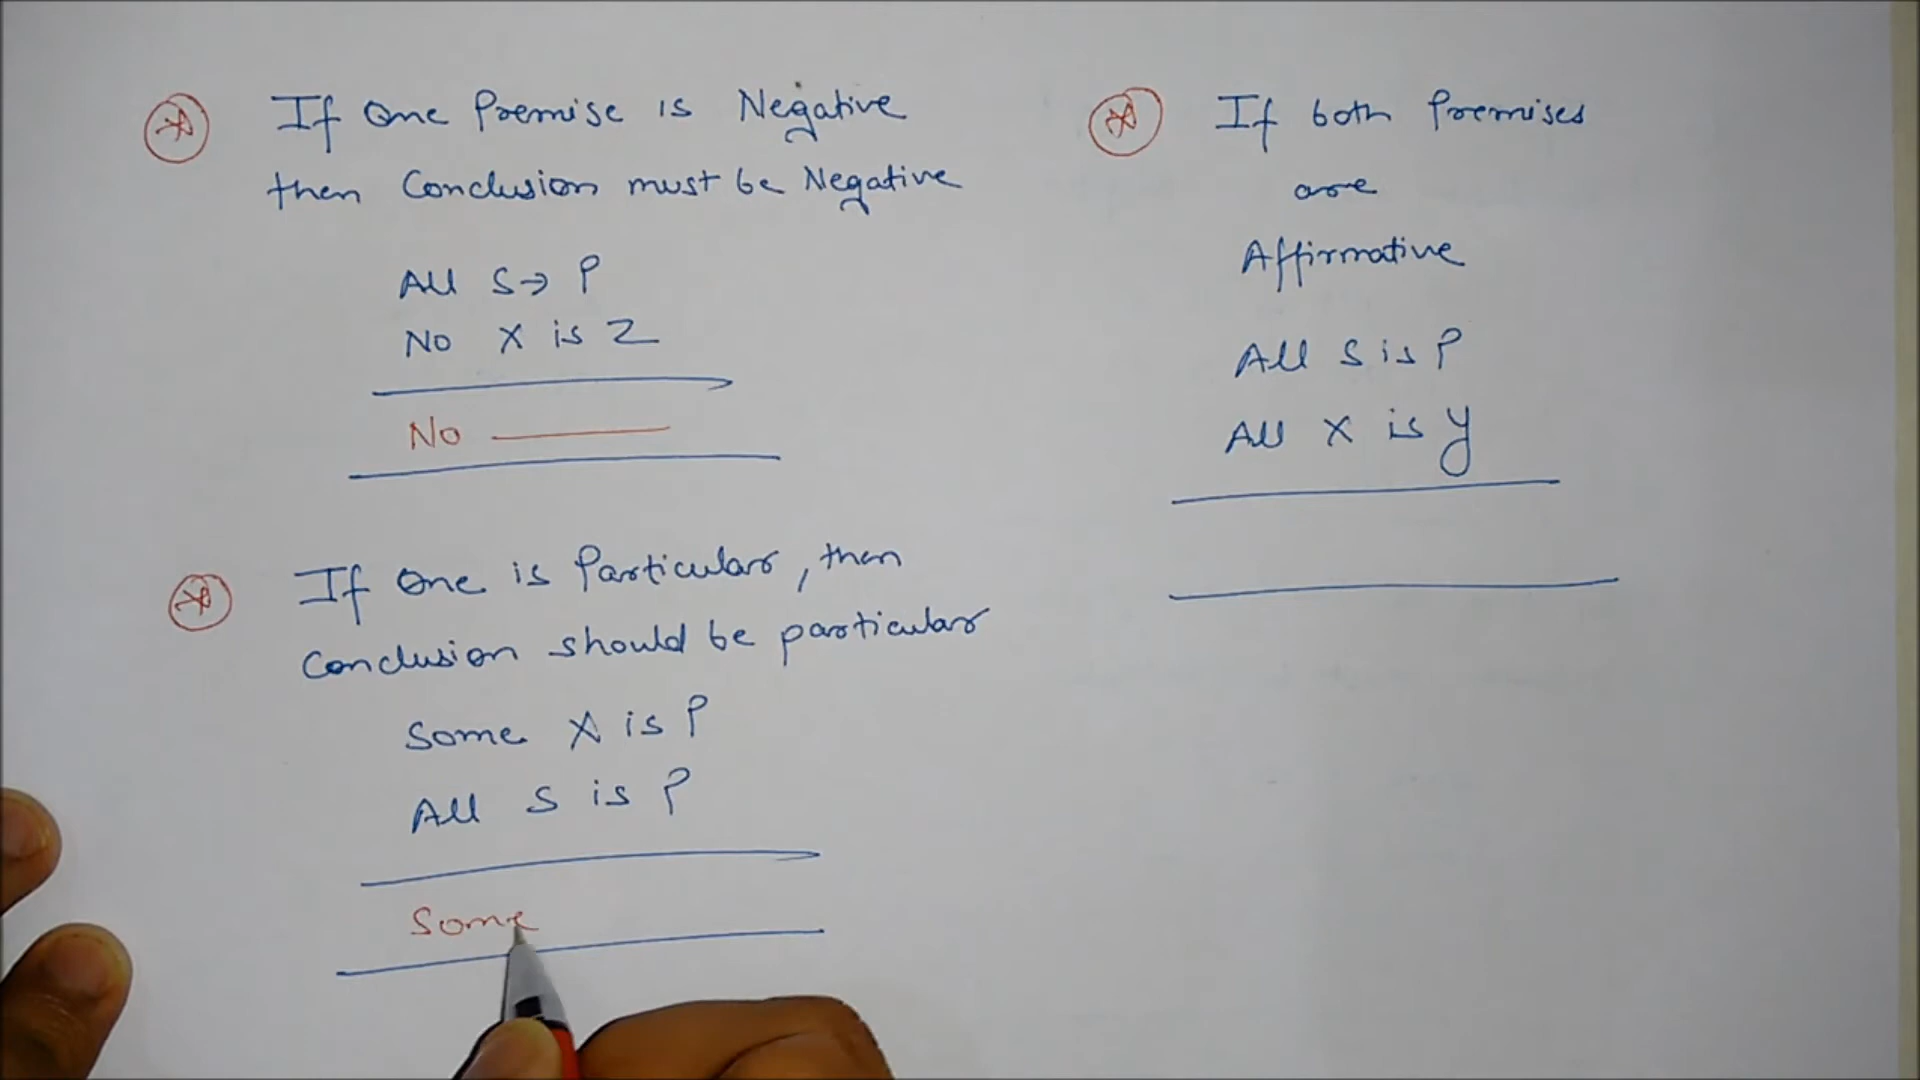 If One Premise is Negative
then Conclusion must be Negative
All S→ P
No X is Z
No
If One is Particular, then
Conclusion should be particular
Some X is P
All S is P
Some
If both Premises
are
Affirmative
All S is P
All X is y